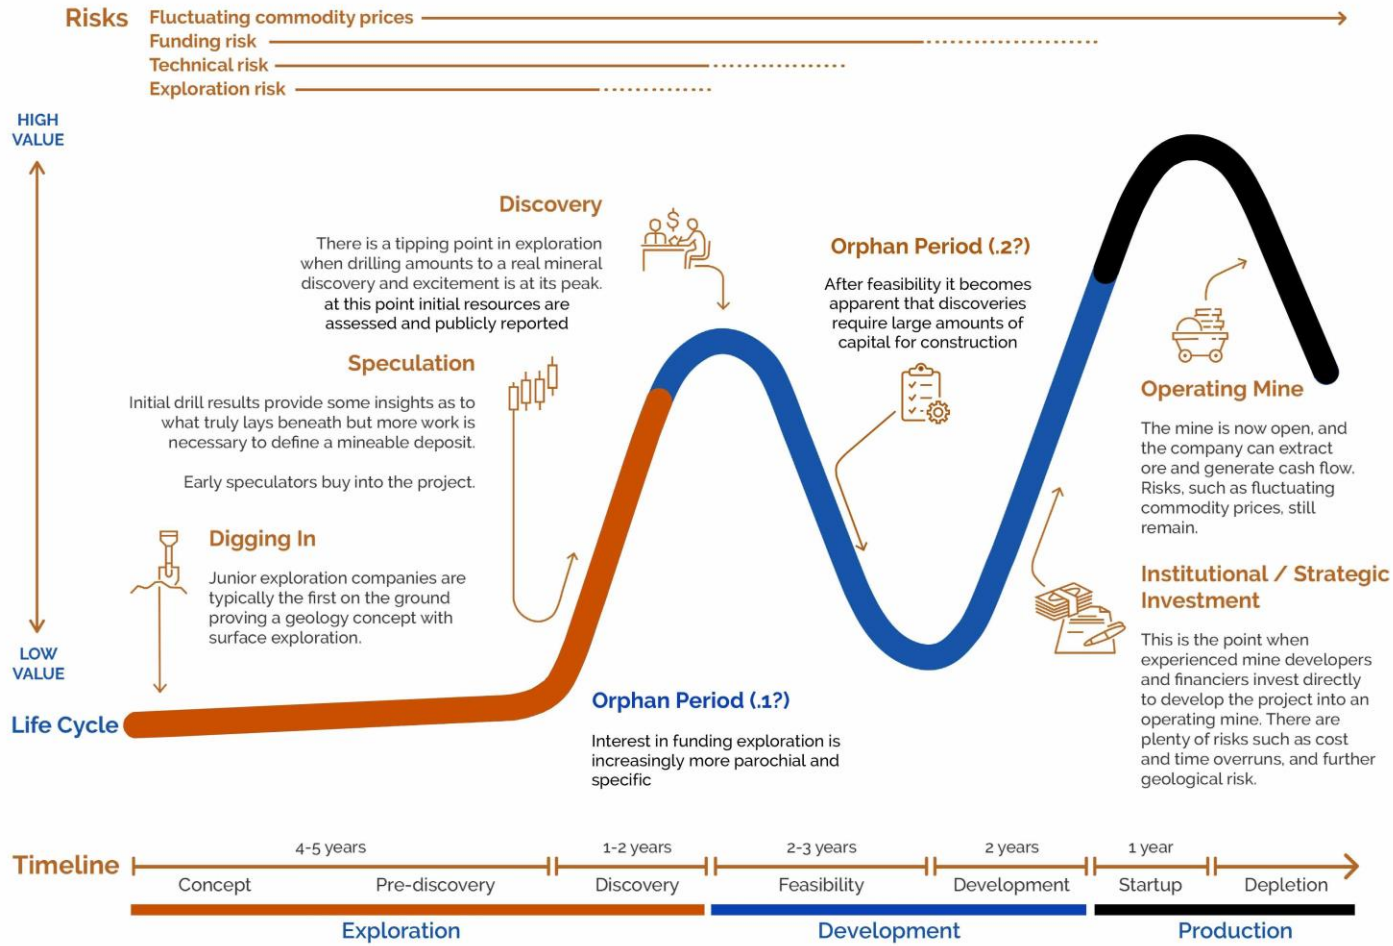 Risks
Fluctuating commodity prices
Funding risk
Technical risk
Exploration risk
HIGH
VALUE
LOW
VALUE
Life Cycle
Discovery
There is a tipping point in exploration
when drilling amounts to a real mineral
discovery and excitement is at its peak.
at this point initial resources are
assessed and publicly reported
Speculation
Initial drill results provide some insights as to
what truly lays beneath but more work is
necessary to define a mineable deposit.
Early speculators buy into the project.
Digging In
Junior exploration companies are
typically the first on the ground
proving a geology concept with
surface exploration.
Orphan Period (.1?)
Interest in funding exploration is
increasingly more parochial and
specific
Orphan Period (.2?)
After feasibility it becomes
apparent that discoveries
require large amounts of
capital for construction
Operating Mine
The mine is now open, and
the company can extract
ore and generate cash flow.
Risks, such as fluctuating
commodity prices, still
remain.
Institutional / Strategic
Investment
This is the point when
experienced mine developers
and financiers invest directly
to develop the project into an
operating mine. There are
plenty of risks such as cost
and time overruns, and further
geological risk.
Timeline
4-5 years
1-2 years
2-3 years
2 years
1 year
Concept
Pre-discovery
Discovery
Feasibility
Development
Startup
Depletion
Exploration
Development
Production